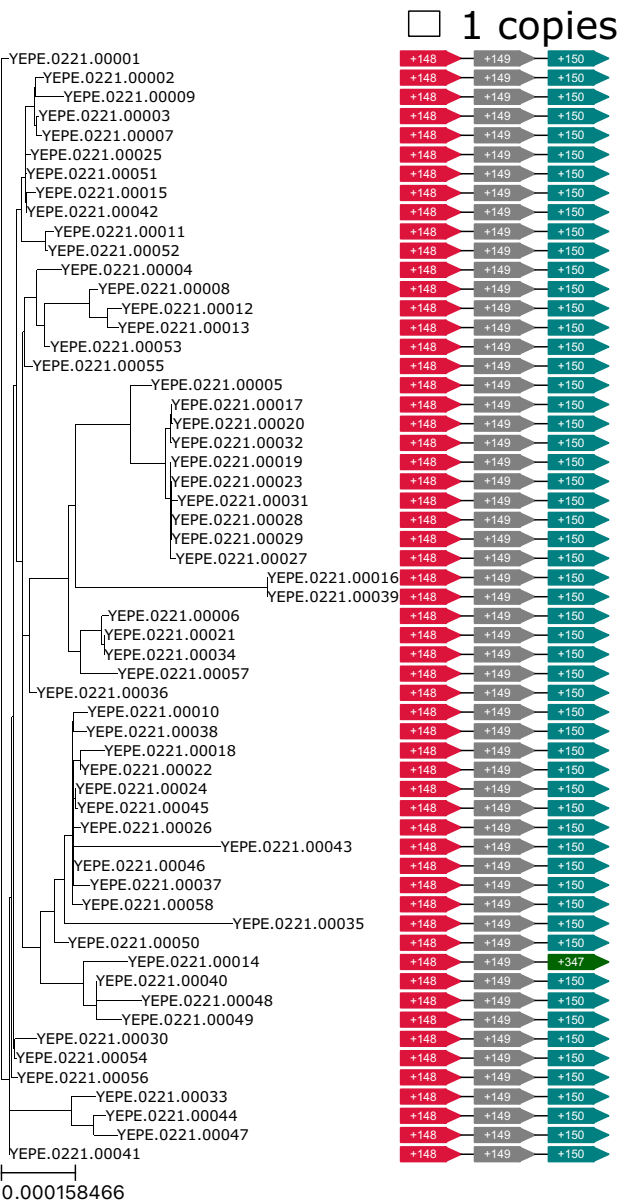 1 copies
YEPE.0221.00001 +148 +149 +150
YEPE.0221.00002 +148 +149 +150
YEPE.0221.00009 +148 +149 +150
YEPE.0221.00003 +148 +149 +150
YEPE.0221.00007 +148 +149 +150
YEPE.0221.00025 +148 +149 +150
YEPE.0221.00051 +148 +149 +150
YEPE.0221.00015 +148 +149 +150
YEPE.0221.00042 +148 +149 +150
YEPE.0221.00011 +148 +149 +150
YEPE.0221.00052 +148 +149 +150
YEPE.0221.00004 +148 +149 +150
YEPE.0221.00008 +148 +149 +150
YEPE.0221.00012 +148 +149 +150
YEPE.0221.00013 +148 +149 +150
YEPE.0221.00053 +148 +149 +150
YEPE.0221.00055 +148 +149 +150
YEPE.0221.00005 +148 +149 +150
YEPE.0221.00017 +148 +149 +150
YEPE.0221.00020 +148 +149 +150
YEPE.0221.00032 +148 +149 +150
YEPE.0221.00019 +148 +149 +150
YEPE.0221.00023 +148 +149 +150
YEPE.0221.00031 +148 +149 +150
YEPE.0221.00028 +148 +149 +150
YEPE.0221.00029 +148 +149 +150
YEPE.0221.00027 +148 +149 +150
YEPE.0221.00016 +148 +149 +150
YEPE.0221.00039 +148 +149 +150
YEPE.0221.00006 +148 +149 +150
YEPE.0221.00021 +148 +149 +150
YEPE.0221.00034 +148 +149 +150
YEPE.0221.00057 +148 +149 +150
YEPE.0221.00036 +148 +149 +150
YEPE.0221.00010 +148 +149 +150
YEPE.0221.00038 +148 +149 +150
YEPE.0221.00018 +148 +149 +150
YEPE.0221.00022 +148 +149 +150
YEPE.0221.00024 +148 +149 +150
YEPE.0221.00045 +148 +149 +150
YEPE.0221.00026 +148 +149 +150
YEPE.0221.00043 +148 +149 +150
YEPE.0221.00046 +148 +149 +150
YEPE.0221.00037 +148 +149 +150
YEPE.0221.00058 +148 +149 +150
YEPE.0221.00035 +148 +149 +150
YEPE.0221.00050 +148 +149 +150
YEPE.0221.00014 +148 +149 +347
YEPE.0221.00040 +148 +149 +150
YEPE.0221.00048 +148 +149 +150
YEPE.0221.00049 +148 +149 +150
YEPE.0221.00030 +148 +149 +150
YEPE.0221.00054 +148 +149 +150
YEPE.0221.00056 +148 +149 +150
YEPE.0221.00033 +148 +149 +150
YEPE.0221.00044 +148 +149 +150
YEPE.0221.00047 +148 +149 +150
YEPE.0221.00041 +148 +149 +150
0.000158466